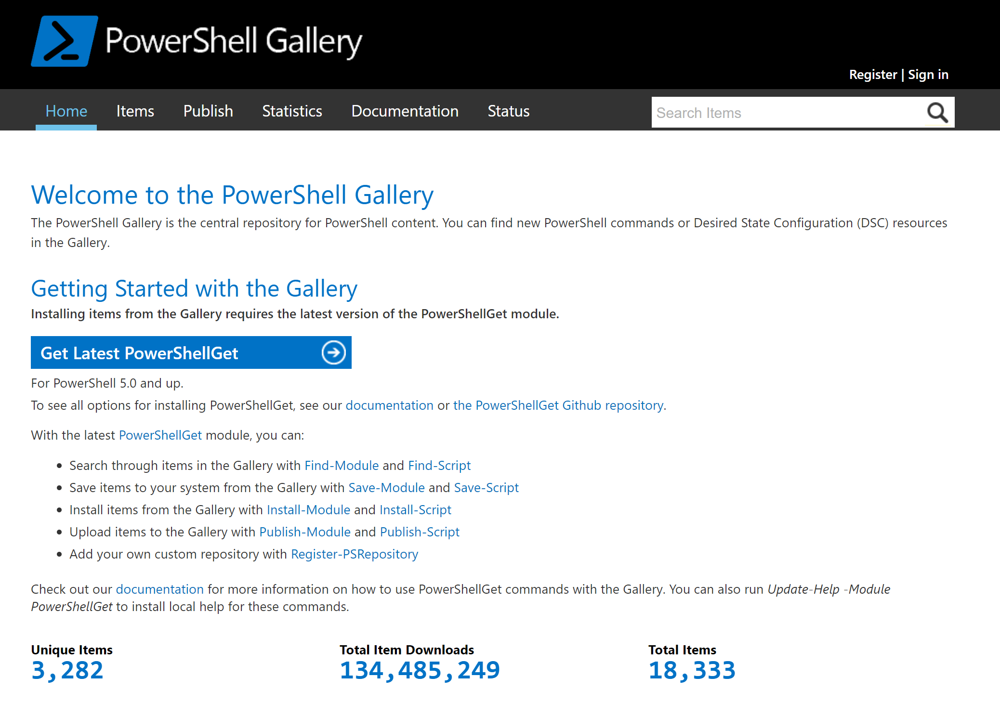 PowerShell Gallery
Register | Sign in
Home Items Publish Statistics Documentation Status Search Items
Welcome to the PowerShell Gallery
The PowerShell Gallery is the central repository for PowerShell content. You can find new PowerShell commands or Desired State Configuration (DSC) resources
in the Gallery.
Getting Started with the Gallery
Installing items from the Gallery requires the latest version of the PowerShellGet module.
Get Latest PowerShellGet
For PowerShell 5.0 and up.
To see all options for installing PowerShellGet, see our documentation or the PowerShellGet Github repository.
With the latest PowerShellGet module, you can:
• Search through items in the Gallery with Find-Module and Find-Script
• Save items to your system from the Gallery with Save-Module and Save-Script
• Install items from the Gallery with Install-Module and Install-Script
• Upload items to the Gallery with Publish-Module and Publish-Script
• Add your own custom repository with Register-PSRepository
Check out our documentation for more information on how to use PowerShellGet commands with the Gallery. You can also run Update-Help -Module
PowerShellGet to install local help for these commands.
Unique Items Total Item Downloads Total Items
3,282 134,485,249 18,333